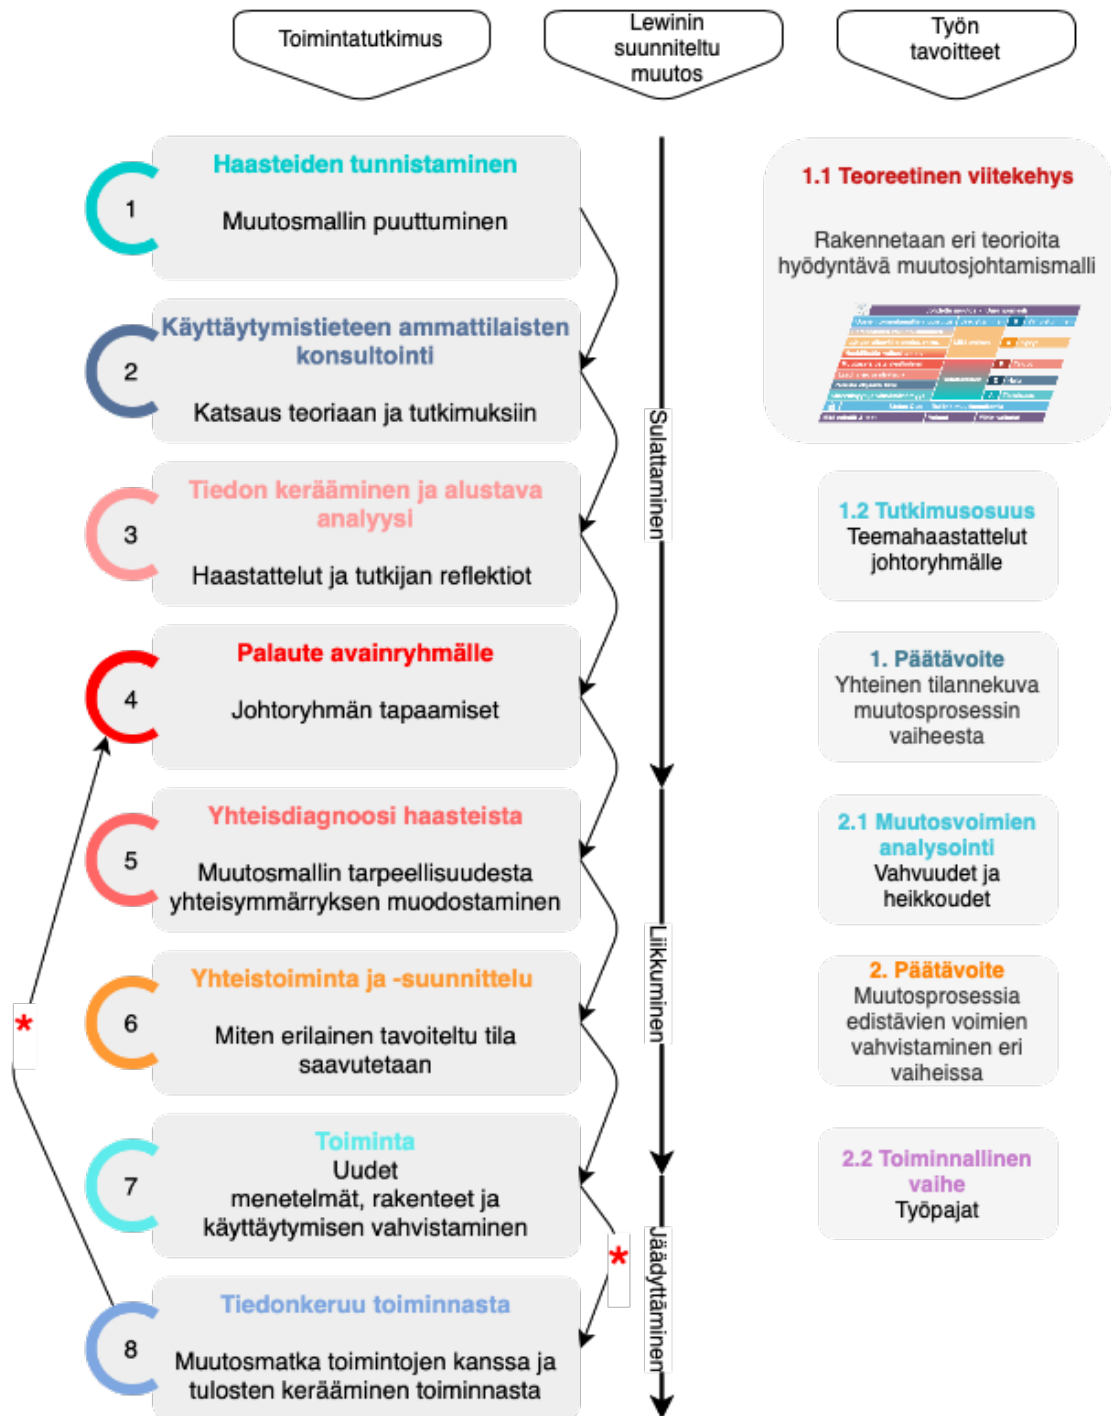 Toimintatutkimus
Lewinin
suunniteltu
muutos
Työn
tavoitteet
1
Haasteiden tunnistaminen
Muutosmallin puuttuminen
2
Käyttäytymistieteen ammattilaisten
konsultointi
Katsaus teoriaan ja tutkimuksiin
3
Tiedon kerääminen ja alustava
analyysi
Haastattelut ja tutkijan reflektiot
4
Palaute avainryhmälle
Johtoryhmän tapaamiset
5
Yhteisdiagnoosi haasteista
Muutosmallin tarpeellisuudesta
yhteisymmärryksen muodostaminen
6
Yhteistoiminta ja -suunnittelu
Miten erilainen tavoiteltu tila
saavutetaan
7
Toiminta
Uudet
menetelmät, rakenteet ja
käyttäytymisen vahvistaminen
8
Tiedonkeruu toiminnasta
Muutosmatka toimintojen kanssa ja
tulosten kerääminen toiminnasta
*
*
Sulattaminen
Liikkuminen
Jäädyttäminen
1.1 Teoreetinen viitekehys
Rakennetaan eri teorioita
hyödyntävä muutosjohtamismalli
1.2 Tutkimusosuus
Teemahaastattelut
johtoryhmälle
1. Päätävoite
Yhteinen tilannekuva
muutosprosessin
vaiheesta
2.1 Muutosvoimien
analysointi
Vahvuudet ja
heikkoudet
2. Päätävoite
Muutosprosessia
edistävien voimien
vahvistaminen eri
vaiheissa
2.2 Toiminnallinen
vaihe
Työpajat